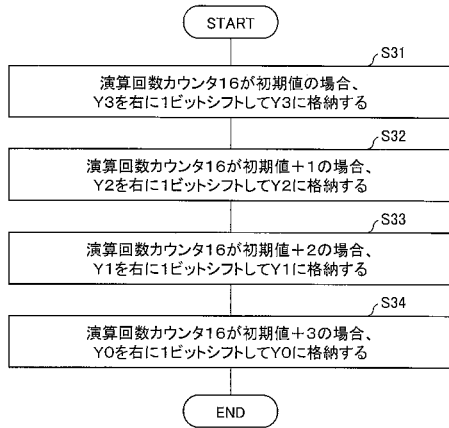 START
S31
演算回数カウンタ16が初期値の場合、
Y3を右に1ビットシフトしてY3に格納する
S32
演算回数カウンタ16が初期値+1の場合、
Y2を右に1ビットシフトしてY2に格納する
S33
演算回数カウンタ16が初期値+2の場合、
Y1を右に1ビットシフトしてY1に格納する
S34
演算回数カウンタ16が初期値+3の場合、
Y0を右に1ビットシフトしてY0に格納する
END